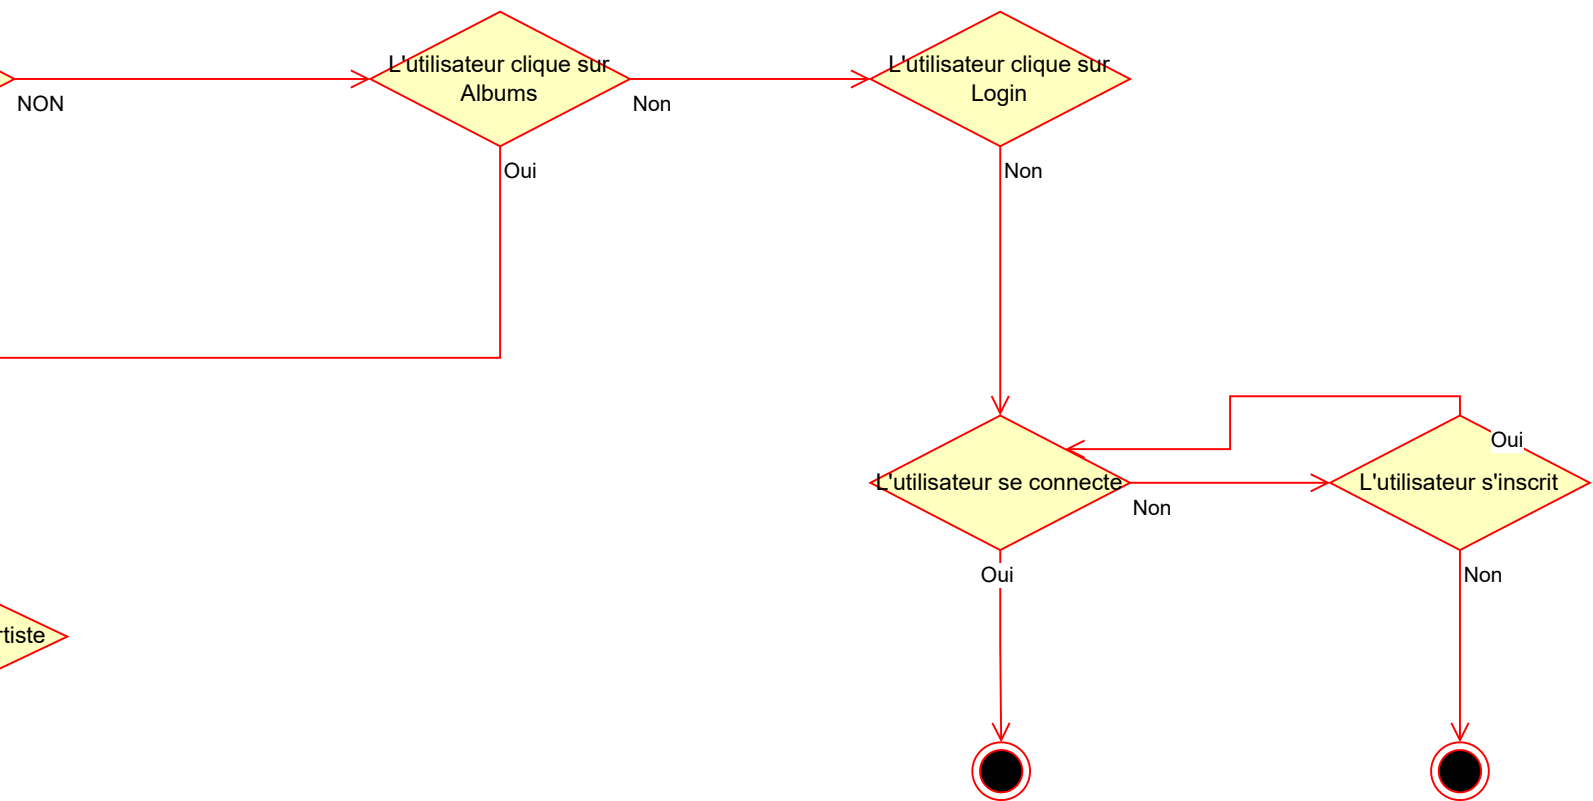 L'utilisateur clique sur
Albums
L'utilisateur clique sur
Login
NON
Non
Oui
Non
Oui
L'utilisateur se connecte
L'utilisateur s'inscrit
Non
Oui
Non
rtiste